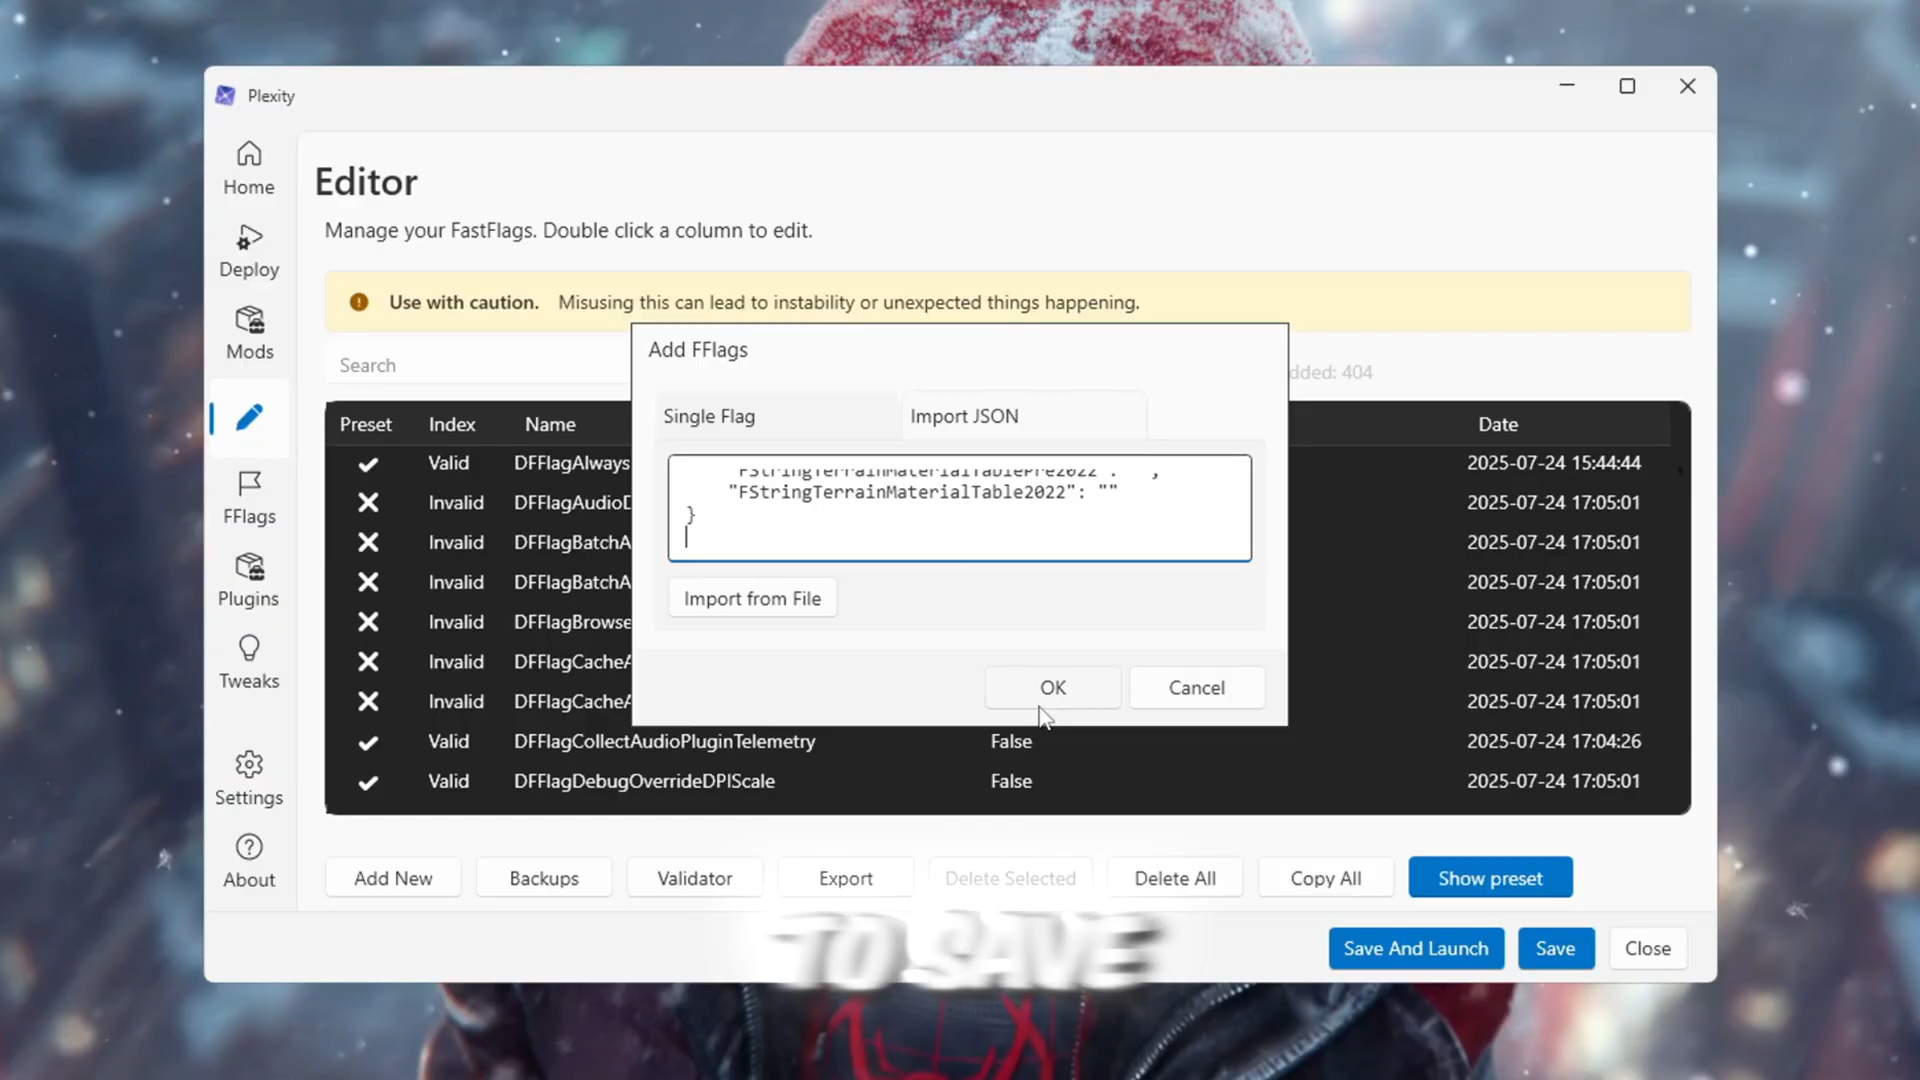 Plexity
Home
Deploy
Mods
FFlags
Plugins
Tweaks
Settings
About
Editor
Manage your FastFlags. Double click a column to edit.
Use with caution. Misusing this can lead to instability or unexpected things happening.
Search
dded: 404
Add FFlags
Single Flag
Import JSON
"FStringTerrainMaterialTablePre2022": "",
"FStringTerrainMaterialTable2022": ""
}
Import from File
OK
Cancel
Preset Index Name Date
Valid DFFlagAlways 2025-07-24 15:44:44
Invalid DFFlagAudioD 2025-07-24 17:05:01
Invalid DFFlagBatchA 2025-07-24 17:05:01
Invalid DFFlagBatchA 2025-07-24 17:05:01
Invalid DFFlagBrowse 2025-07-24 17:05:01
Invalid DFFlagCacheA 2025-07-24 17:05:01
Invalid DFFlagCacheA 2025-07-24 17:05:01
Valid DFFlagCollectAudioPluginTelemetry False 2025-07-24 17:04:26
Valid DFFlagDebugOverrideDPIScale False 2025-07-24 17:05:01
Add New Backups Validator Export Delete Selected Delete All Copy All Show preset
TO SAVE
Save And Launch Save Close